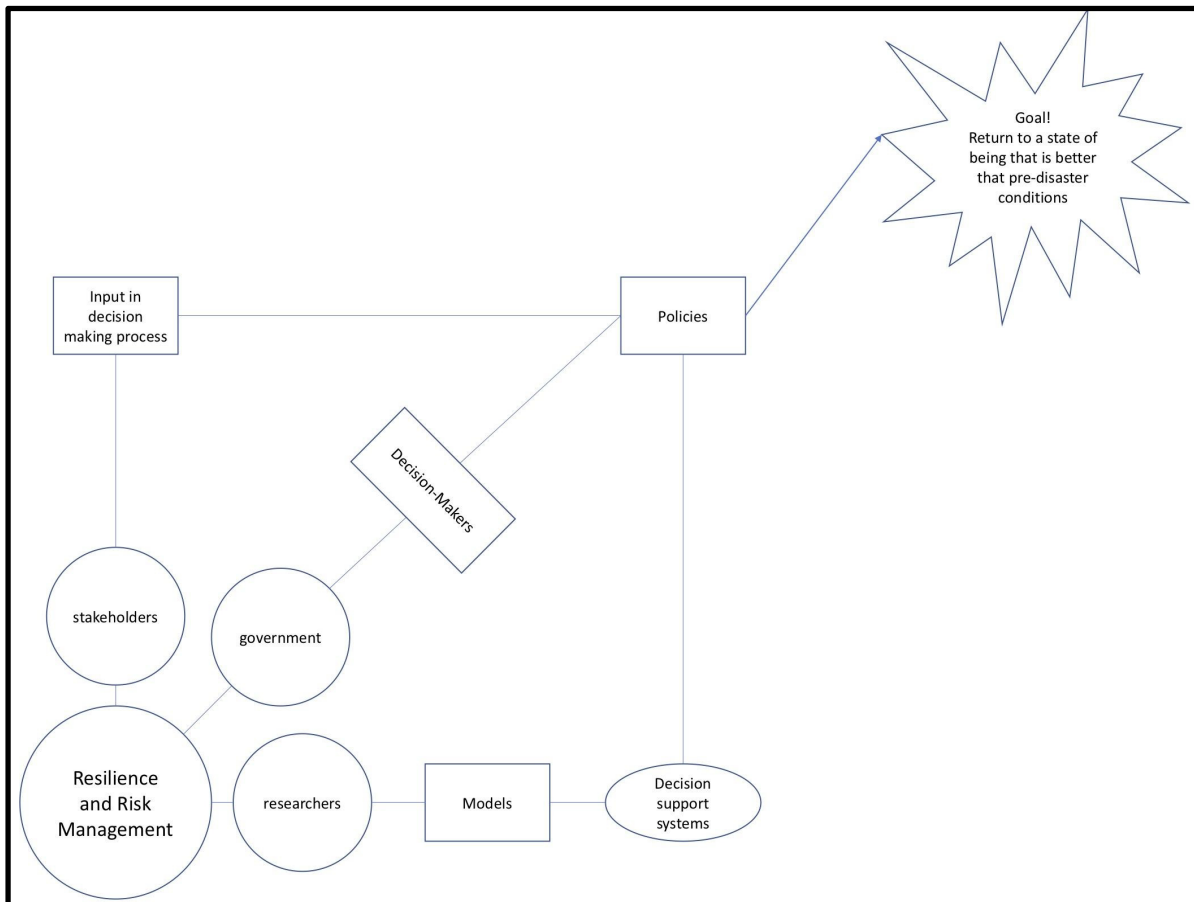 Goal!
Return to a state of
being that is better
that pre-disaster
conditions
Input in
decision
making process
Policies
Decision-Makers
stakeholders
government
Resilience
and Risk
Management
researchers
Models
Decision
support
systems